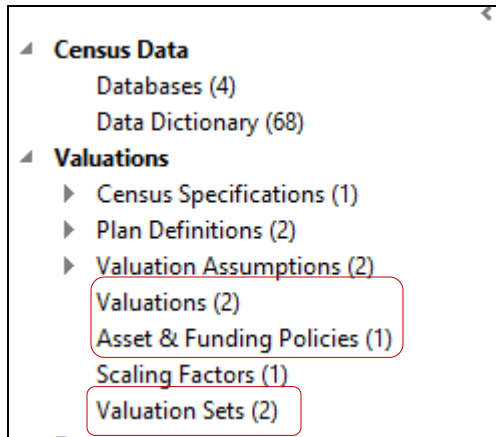 Census Data
Databases (4)
Data Dictionary (68)
Valuations
Census Specifications (1)
Plan Definitions (2)
Valuation Assumptions (2)
Valuations (2)
Asset & Funding Policies (1)
Scaling Factors (1)
Valuation Sets (2)